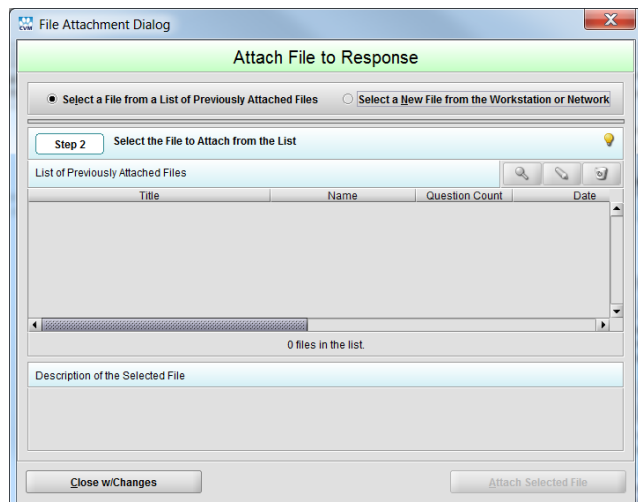 CVM File Attachment Dialog
Attach File to Response
Select a File from a List of Previously Attached Files Select a New File from the Workstation or Network
Step 2 Select the File to Attach from the List
List of Previously Attached Files
Title Name Question Count Date
0 files in the list.
Description of the Selected File
Close w/Changes Attach Selected File